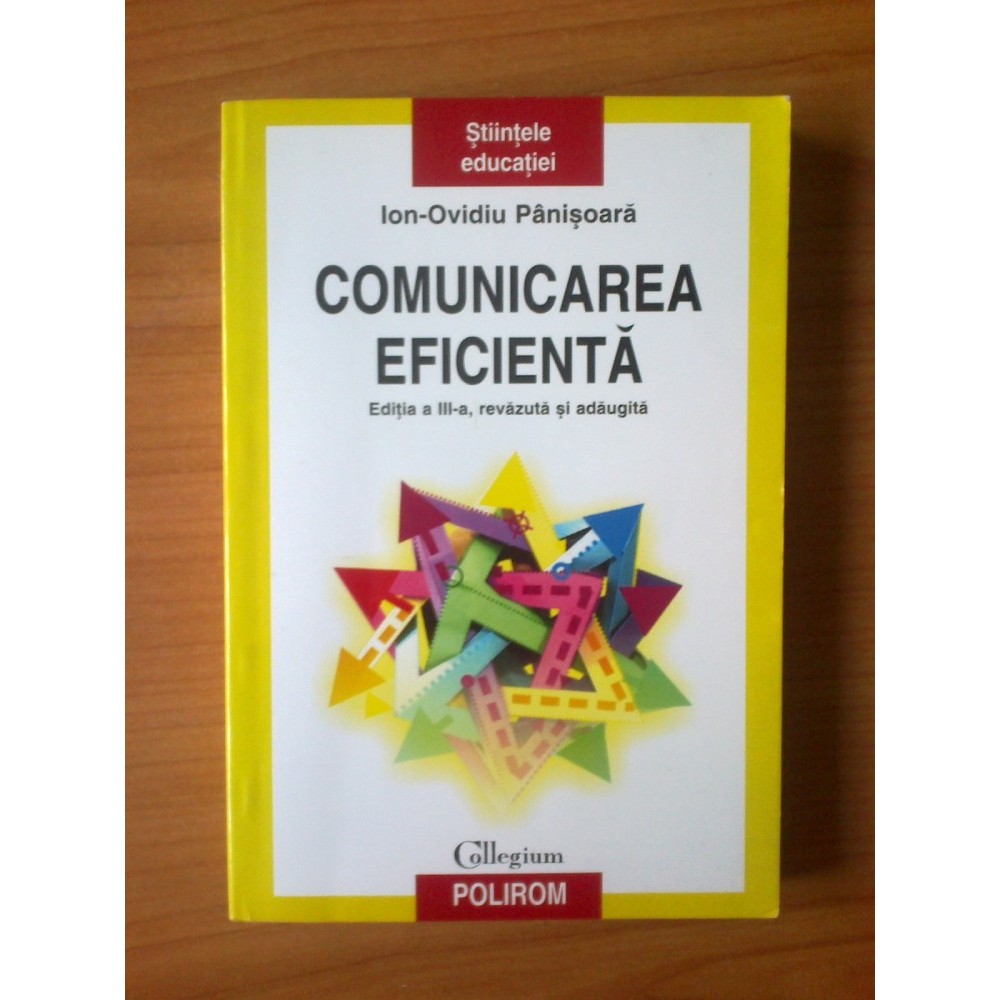 Științele
educației
Ion-Ovidiu Pânișoară
COMUNICAREA
EFICIENTĂ
Ediția a III-a, revăzută și adăugită
Collegium
POLIROM